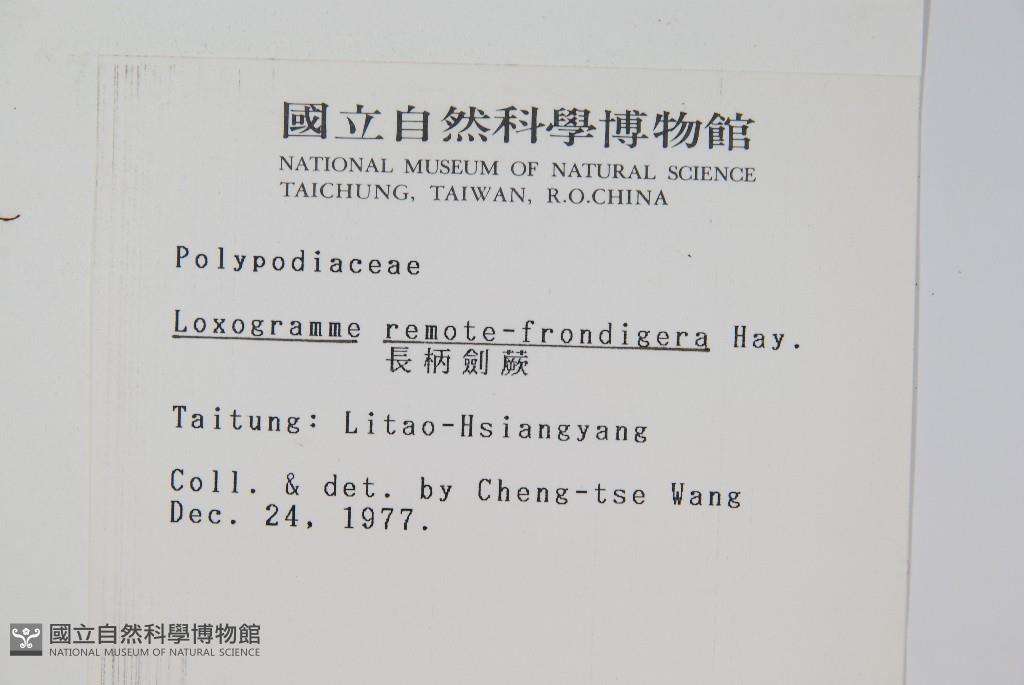 國立自然科學博物館
NATIONAL MUSEUM OF NATURAL SCIENCE
TAICHUNG, TAIWAN, R.O.CHINA
Polypodiaceae
Loxogramme remote-frondigera Hay.
長柄劍蕨
Taitung: Litao-Hsiangyang
Coll. & det. by Cheng-tse Wang
Dec. 24, 1977.
國立自然科學博物館
NATIONAL MUSEUM OF NATURAL SCIENCE